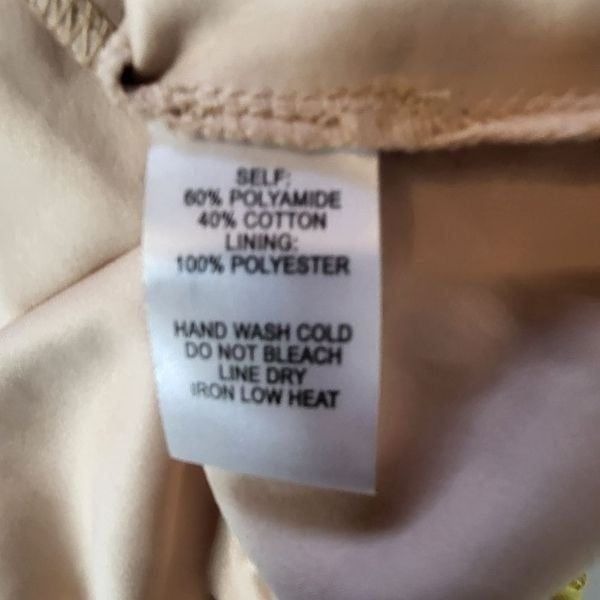 SELF:
60% POLYAMIDE
40% COTTON
LINING:
100% POLYESTER
HAND WASH COLD
DO NOT BLEACH
LINE DRY
IRON LOW HEAT